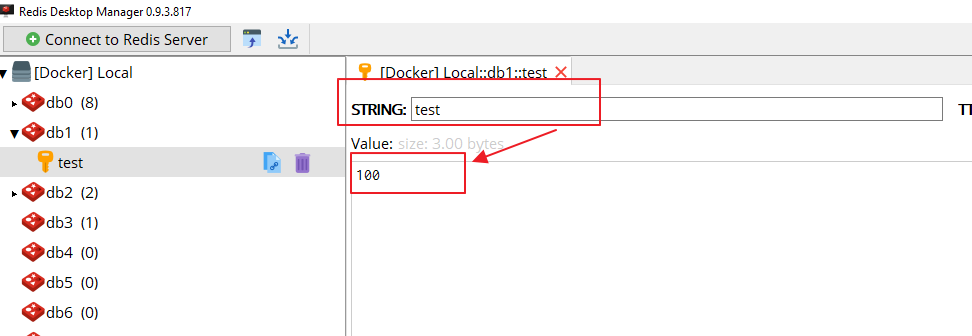 Redis Desktop Manager 0.9.3.817
Connect to Redis Server
[Docker] Local
db0 (8)
db1 (1)
test
db2 (2)
db3 (1)
db4 (0)
db5 (0)
db6 (0)
[Docker] Local::db1::test
STRING: test
TT
Value: size: 3.00 bytes
100